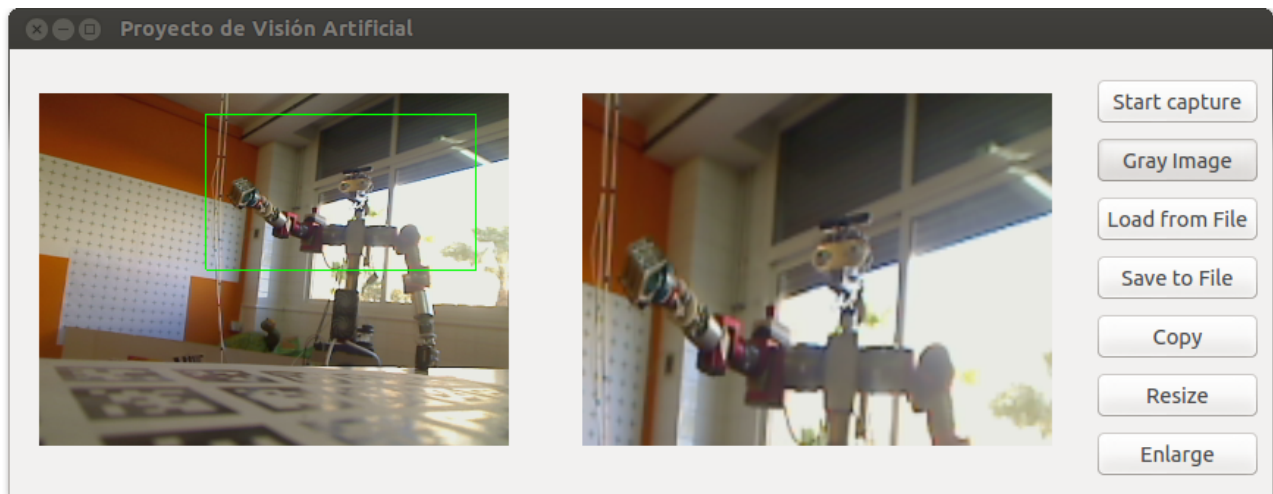 Proyecto de Visión Artificial
Start capture
Gray Image
Load from File
Save to File
Copy
Resize
Enlarge